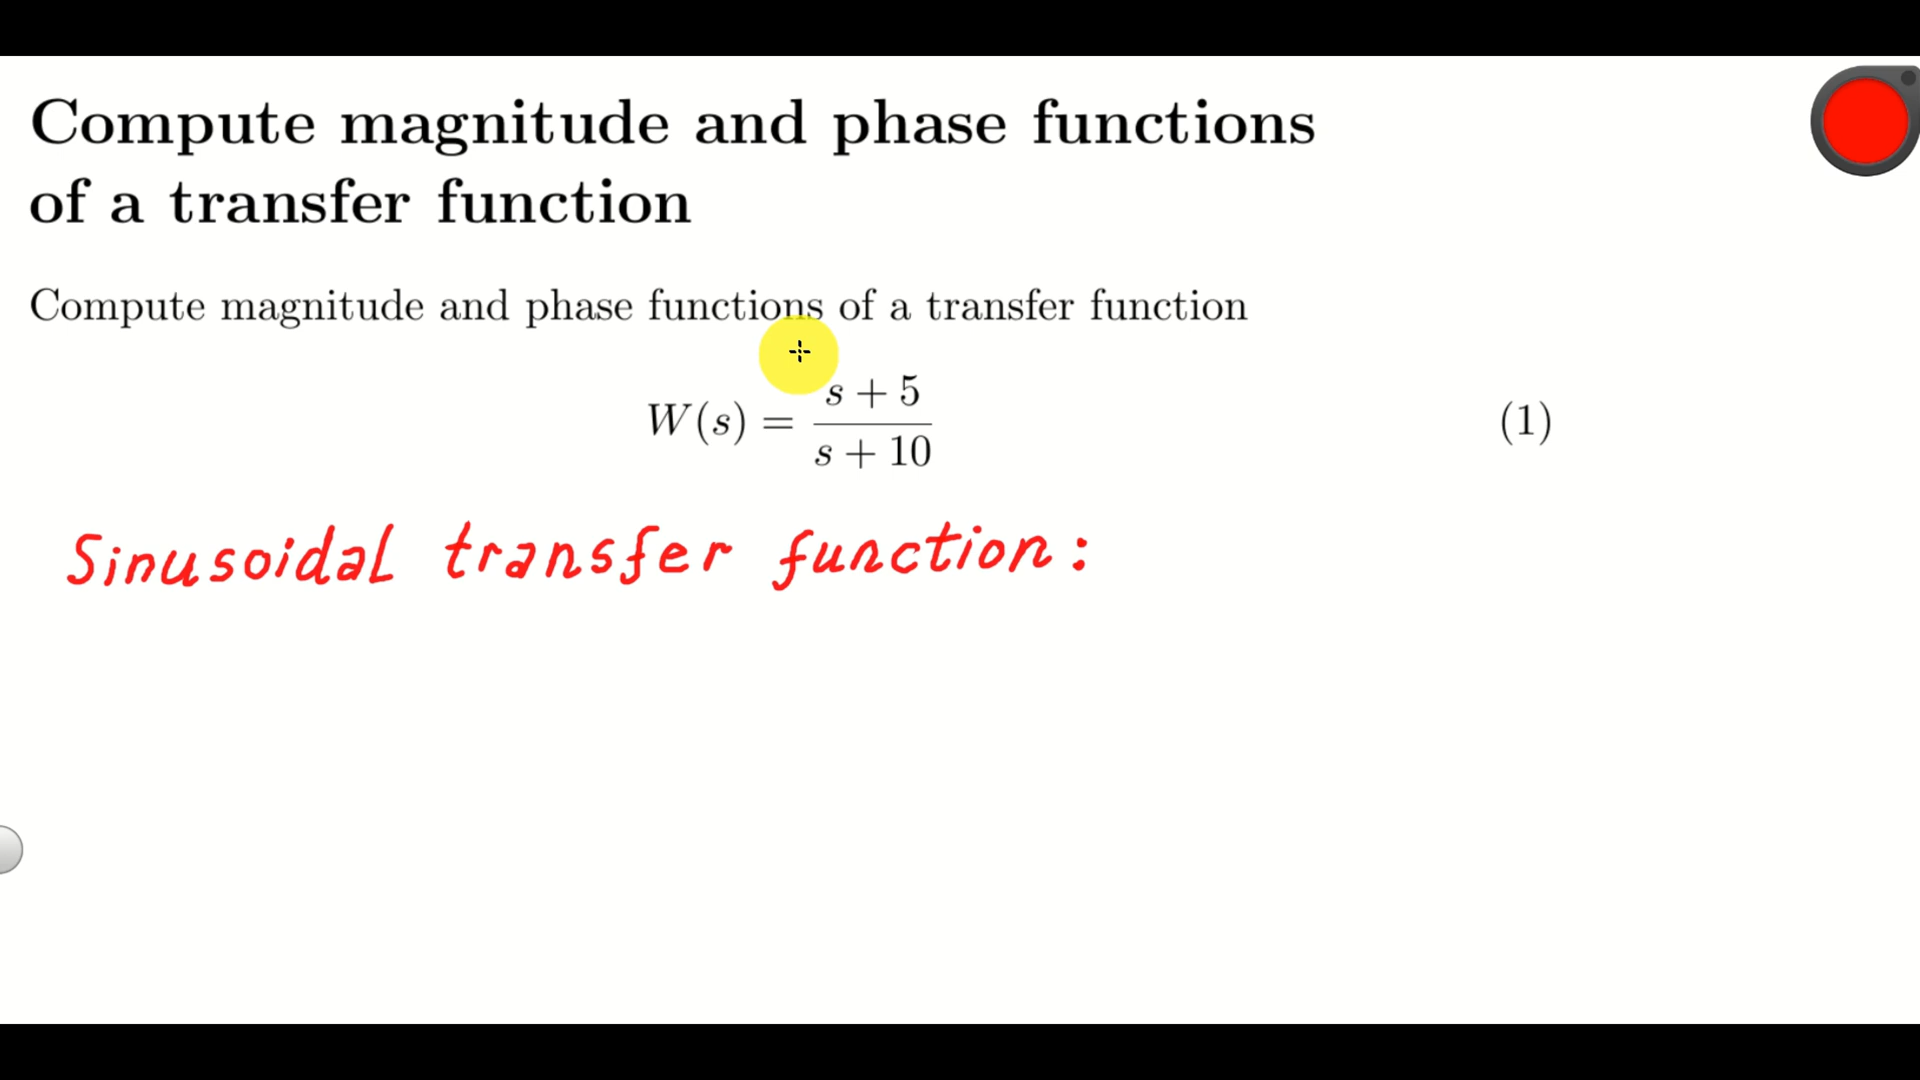 Compute magnitude and phase functions
of a transfer function
Compute magnitude and phase functions of a transfer function
W(s) = \frac{s + 5}{s + 10} (1)
Sinusoidal transfer function: